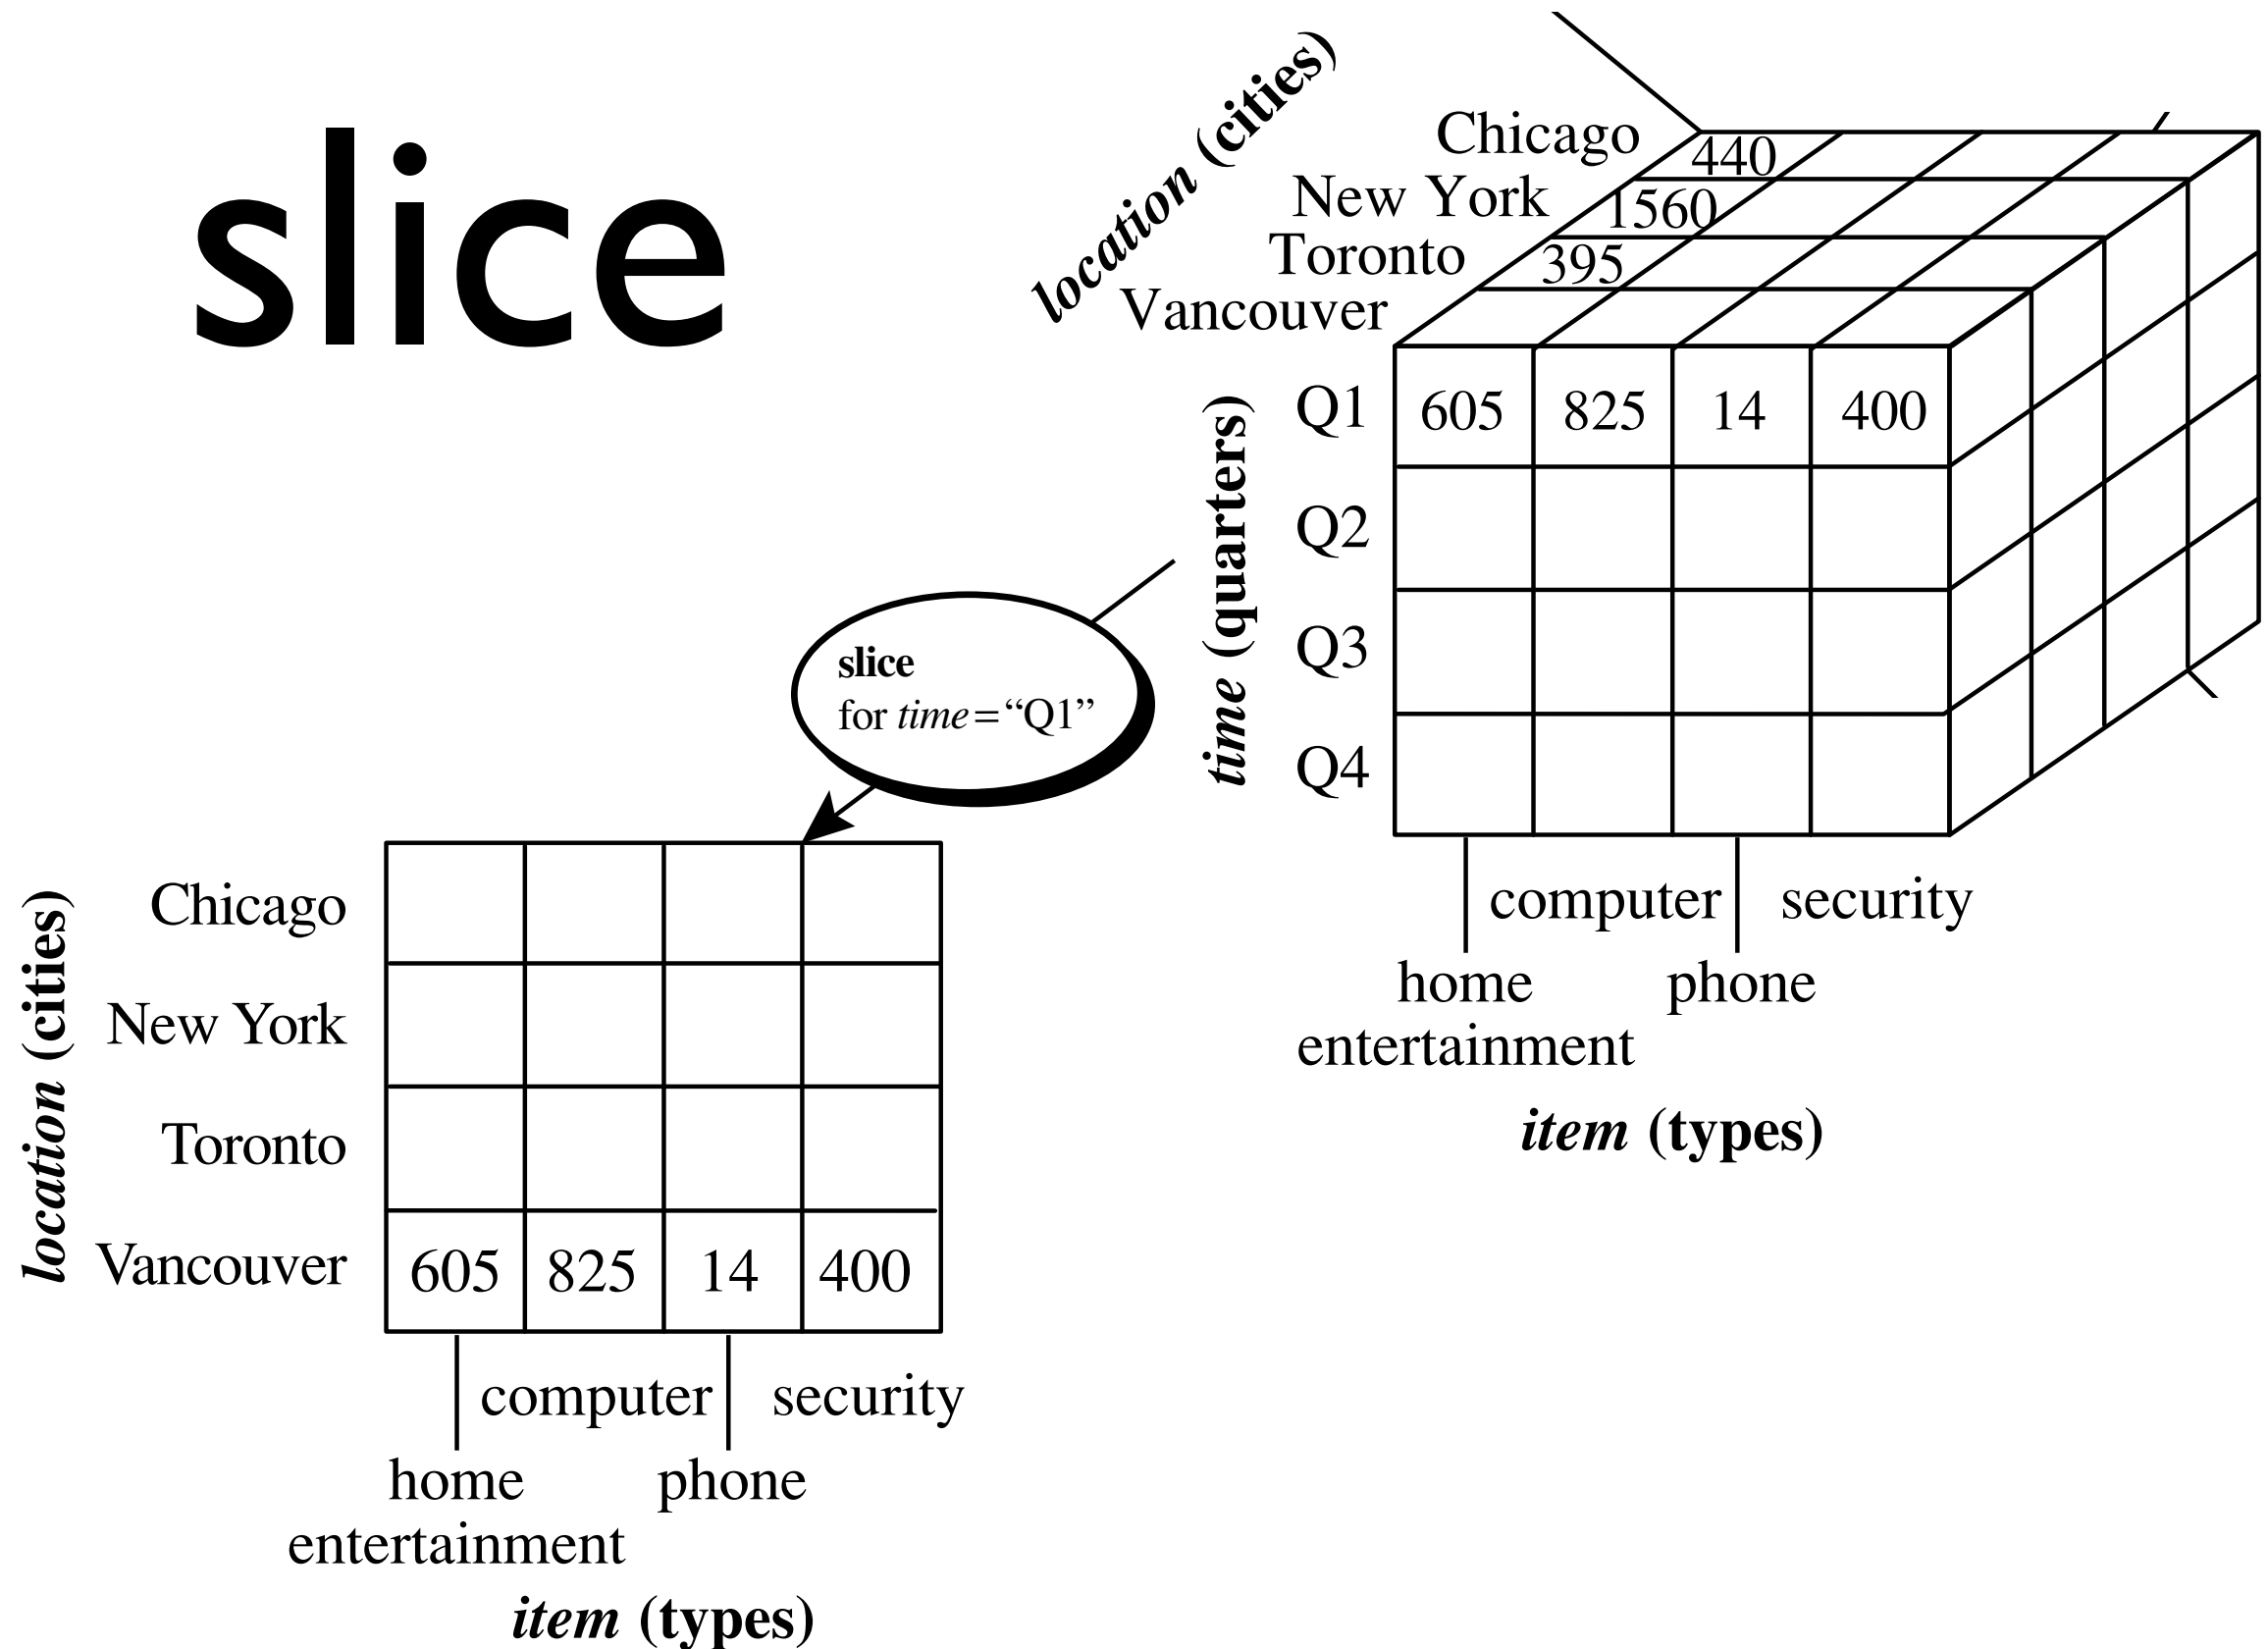 slice
location (cities)
Chicago
440
New York
1560
Toronto
395
Vancouver
time (quarters)
Q1 605 825 14 400
Q2
Q3
Q4
computer security
home phone
entertainment
item (types)
slice
for time = “Q1”
location (cities)
Chicago
New York
Toronto
Vancouver 605 825 14 400
computer security
home phone
entertainment
item (types)